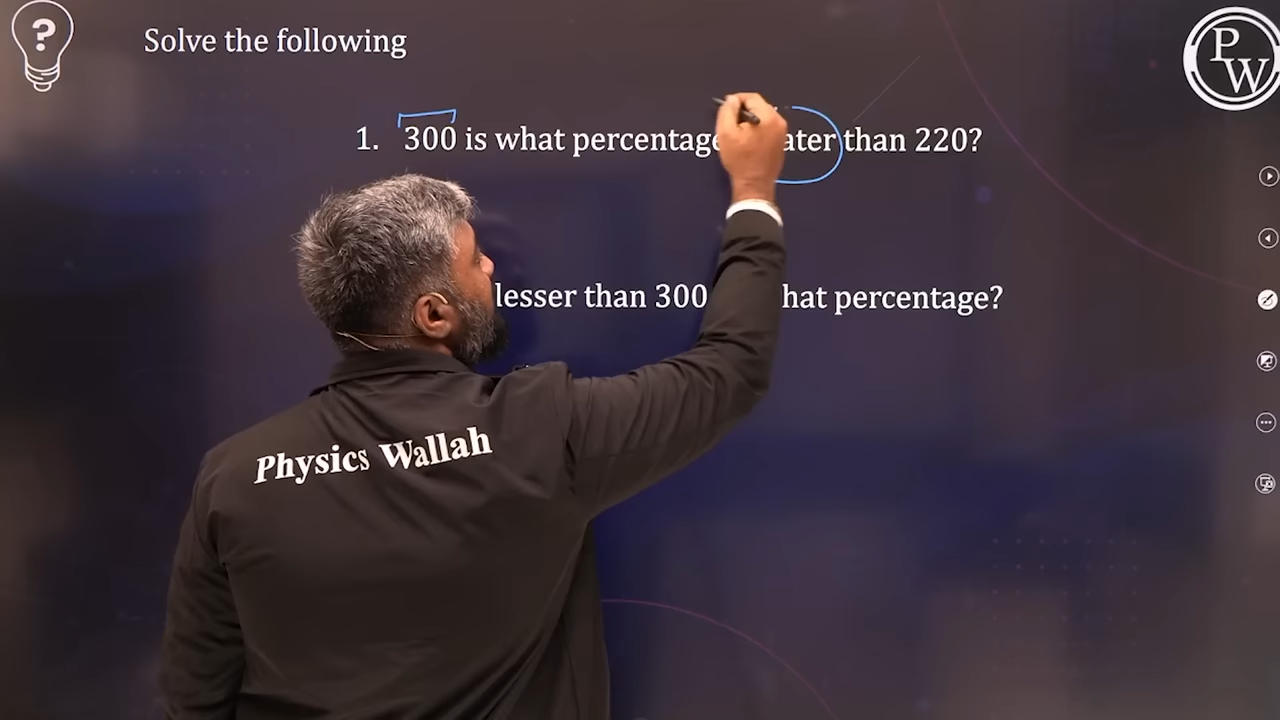 ?
Solve the following
PW
1. 300 is what percentage ater than 220?
lesser than 300 hat percentage?
Physics Wallah